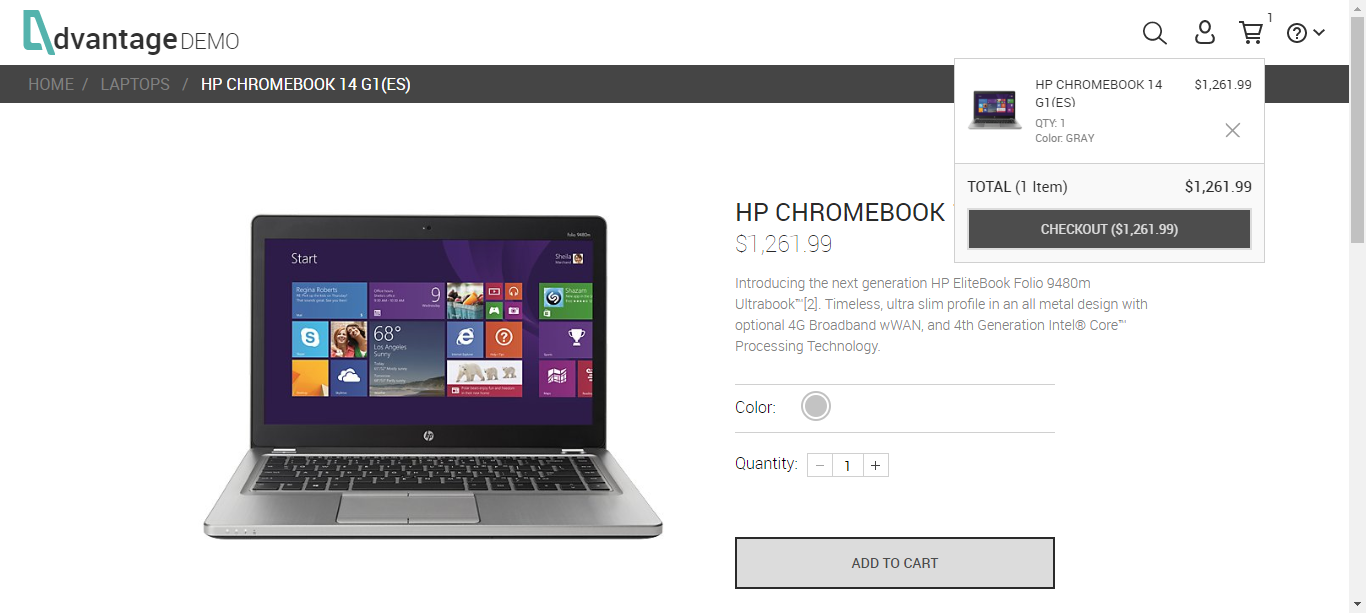 dvantage DEMO
1
HOME / LAPTOPS / HP CHROMEBOOK 14 G1(ES)
HP CHROMEBOOK 14
G1(ES)
$1,261.99
QTY: 1
Color: GRAY
TOTAL (1 Item) $1,261.99
CHECKOUT ($1,261.99)
HP CHROMEBOOK
$1,261.99
Introducing the next generation HP EliteBook Folio 9480m
Ultrabook™[2]. Timeless, ultra slim profile in an all metal design with
optional 4G Broadband wWAN, and 4th Generation Intel® Core™
Processing Technology.
Color:
Quantity: − 1 +
ADD TO CART
Start
Sheila
Regina Roberts
9
Shazam
68°
Los Angeles
Sunny
hp